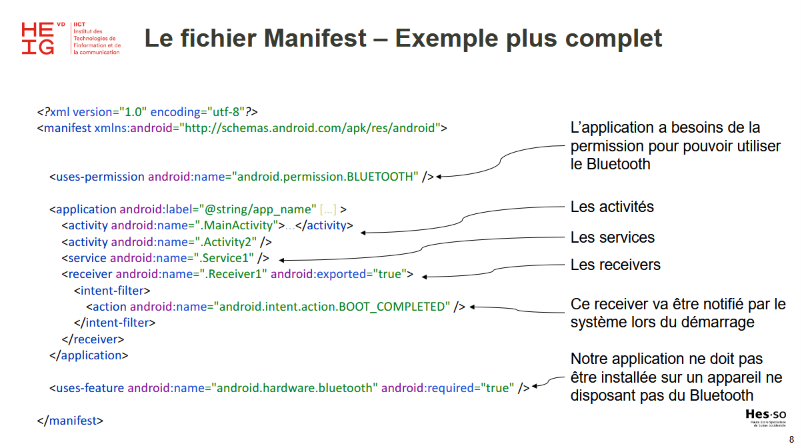 HE VD
IG
IICT
Institut des
Technologies de
l'Information et de
la communication
Le fichier Manifest – Exemple plus complet
<?xml version="1.0" encoding="utf-8"?>
<manifest xmlns:android="http://schemas.android.com/apk/res/android">
<uses-permission android:name="android.permission.BLUETOOTH" />
<application android:label="@string/app_name" [...] >
<activity android:name=".MainActivity">...</activity>
<activity android:name=".Activity2" />
<service android:name=".Service1" />
<receiver android:name=".Receiver1" android:exported="true">
<intent-filter>
<action android:name="android.intent.action.BOOT_COMPLETED" />
</intent-filter>
</receiver>
</application>
<uses-feature android:name="android.hardware.bluetooth" android:required="true" />
</manifest>
L'application a besoins de la
permission pour pouvoir utiliser
le Bluetooth
Les activités
Les services
Les receivers
Ce receiver va être notifié par le
système lors du démarrage
Notre application ne doit pas
être installée sur un appareil ne
disposant pas du Bluetooth
Hes·so
8